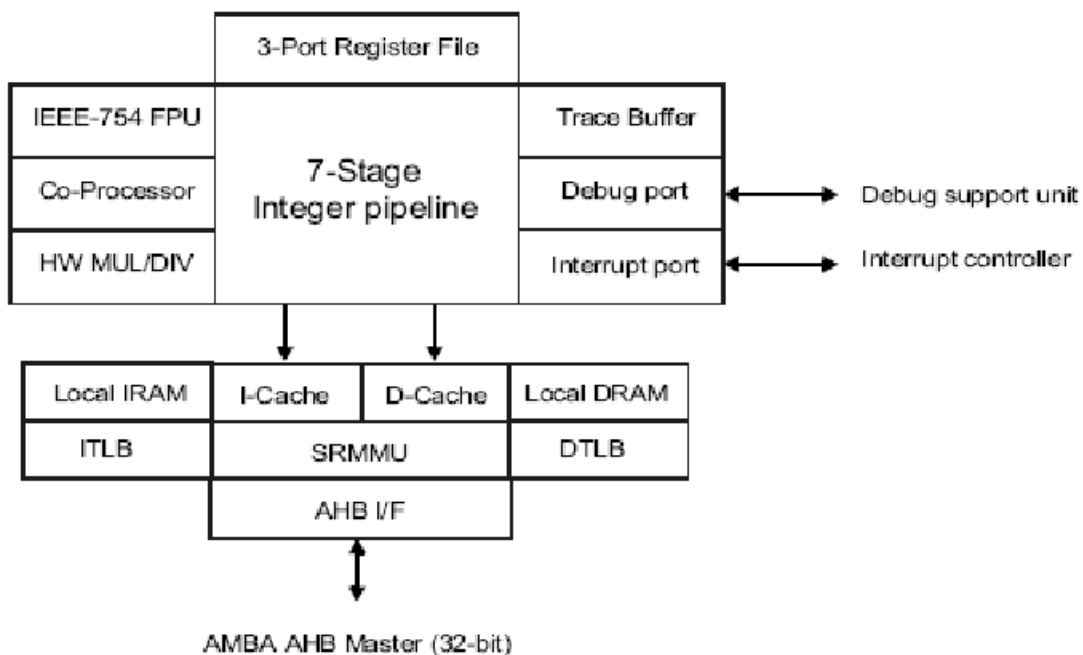 3-Port Register File
IEEE-754 FPU
Trace Buffer
7-Stage
Integer pipeline
Co-Processor
Debug port
Debug support unit
HW MUL/DIV
Interrupt port
Interrupt controller
Local IRAM
I-Cache
D-Cache
Local DRAM
ITLB
SRMMU
DTLB
AHB I/F
AMBA AHB Master (32-bit)